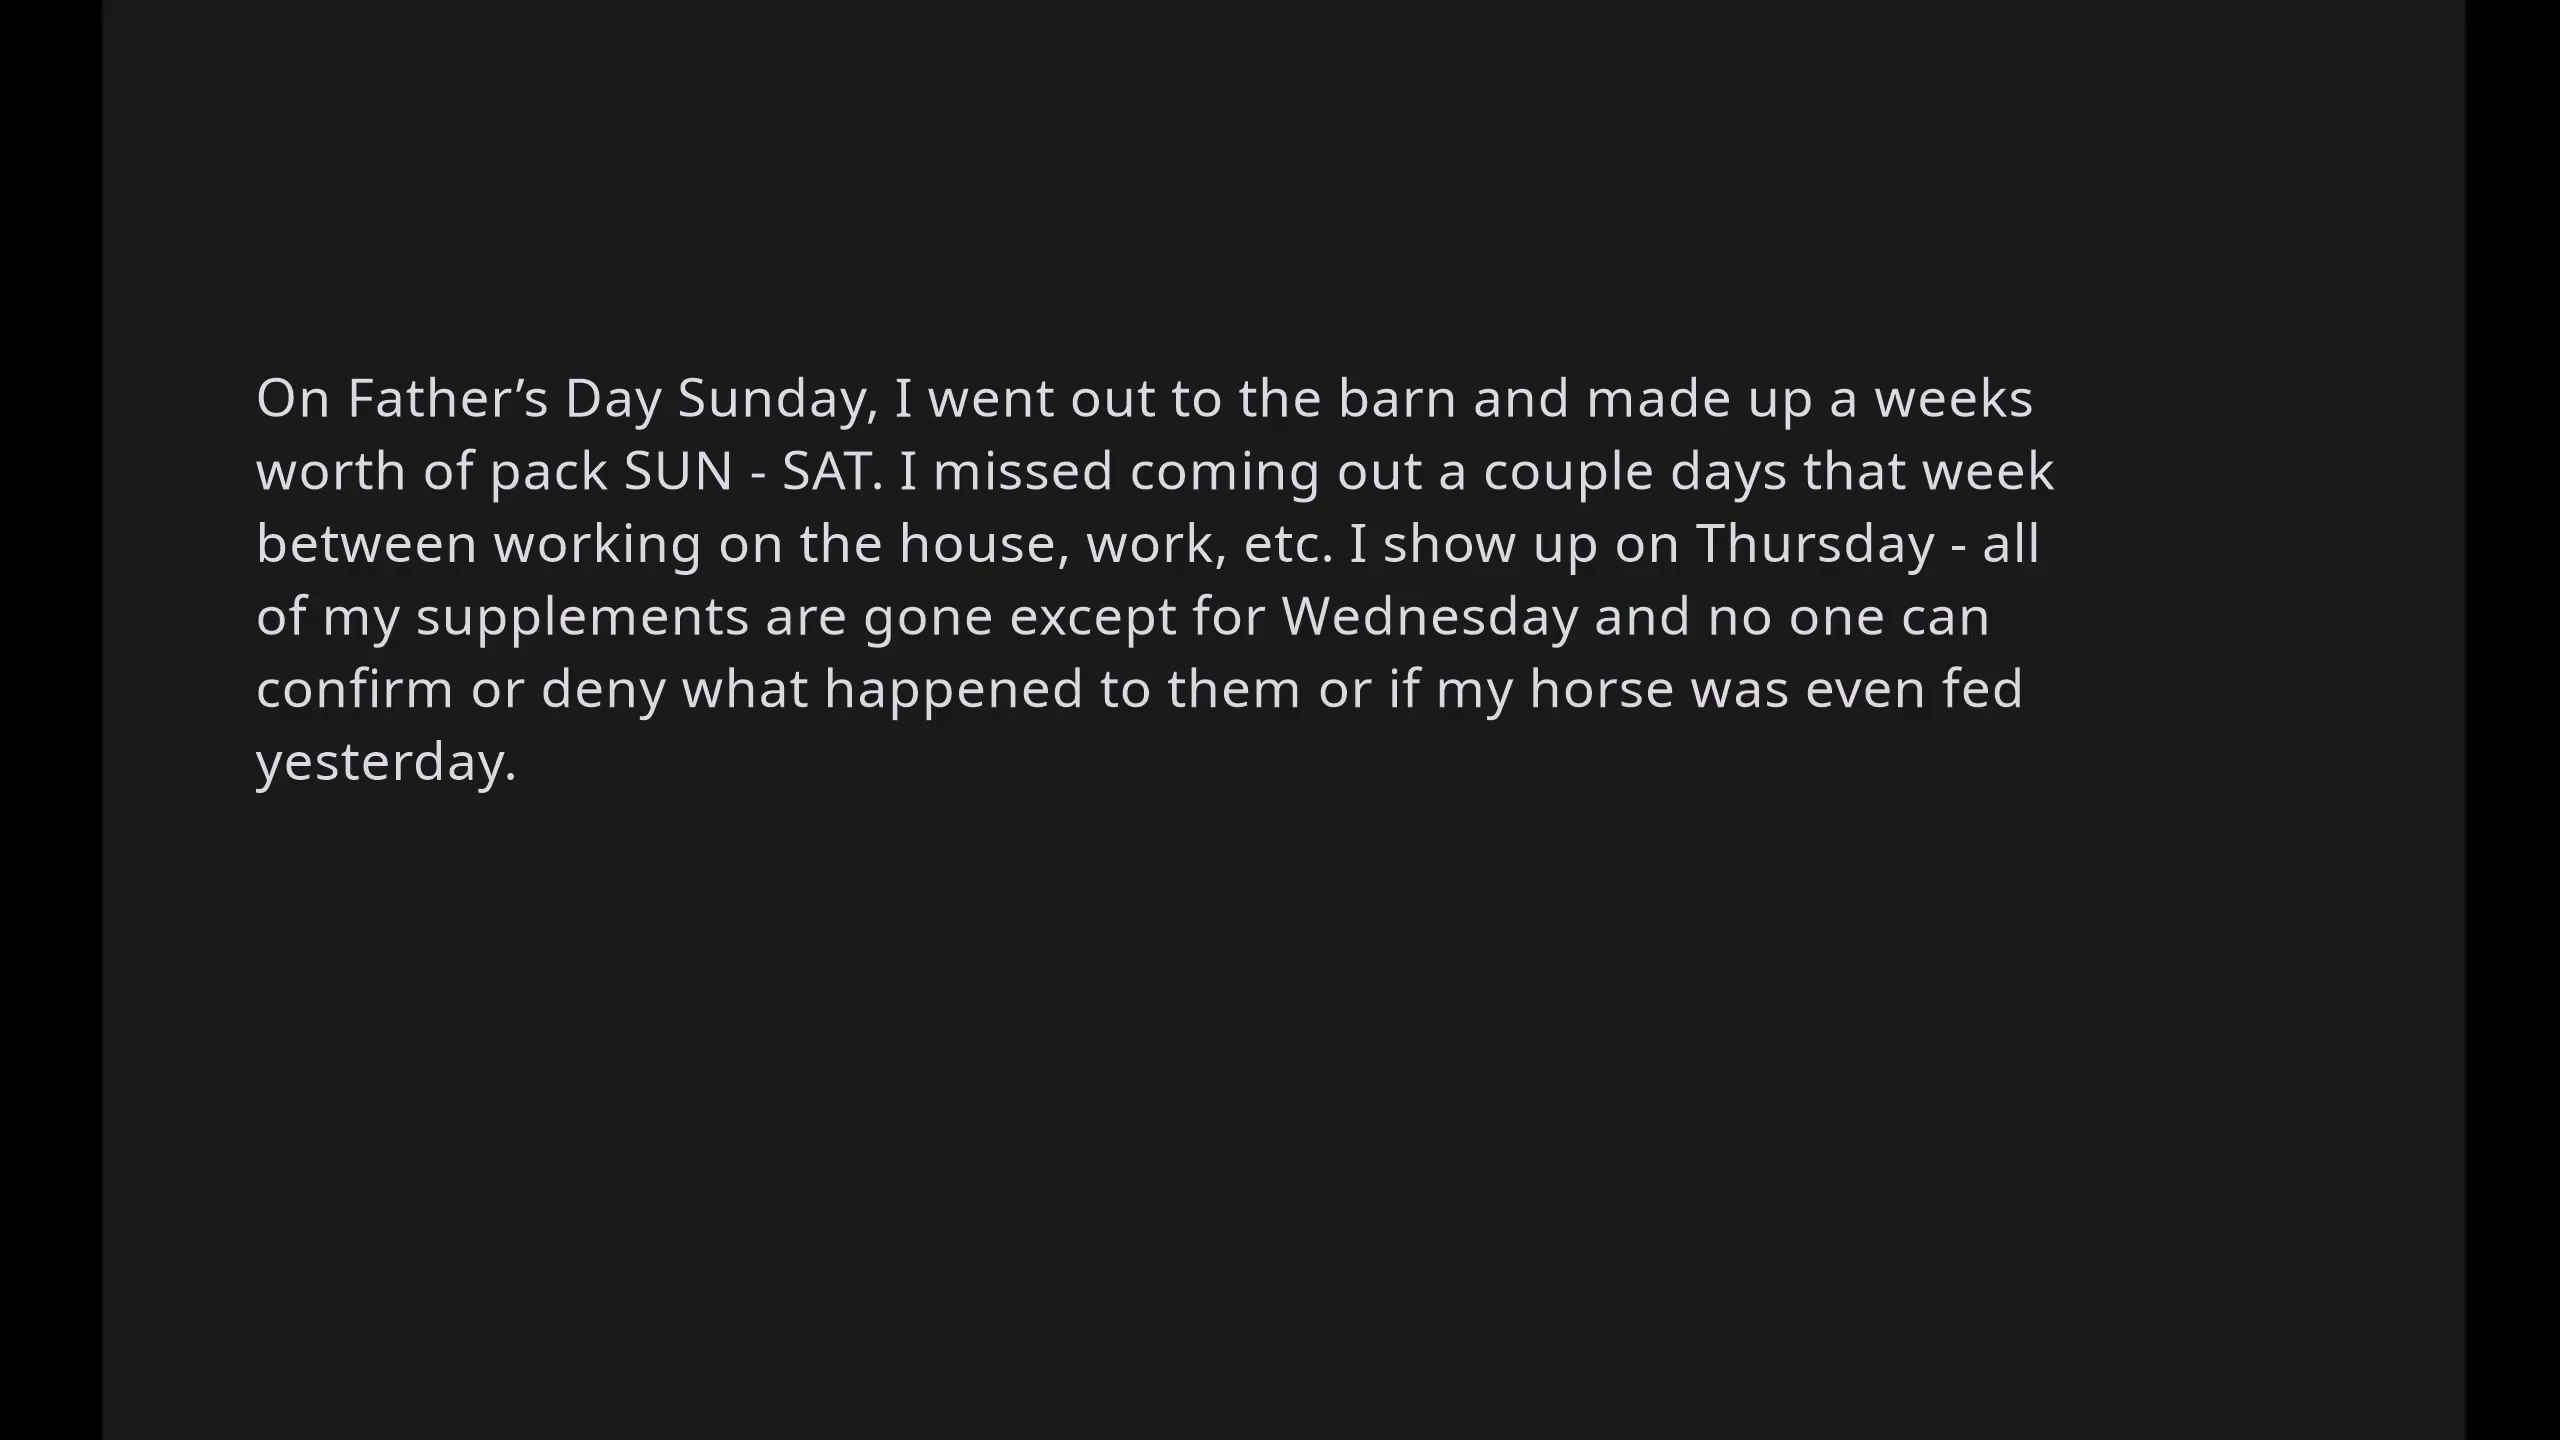 On Father’s Day Sunday, I went out to the barn and made up a weeks
worth of pack SUN - SAT. I missed coming out a couple days that week
between working on the house, work, etc. I show up on Thursday - all
of my supplements are gone except for Wednesday and no one can
confirm or deny what happened to them or if my horse was even fed
yesterday.